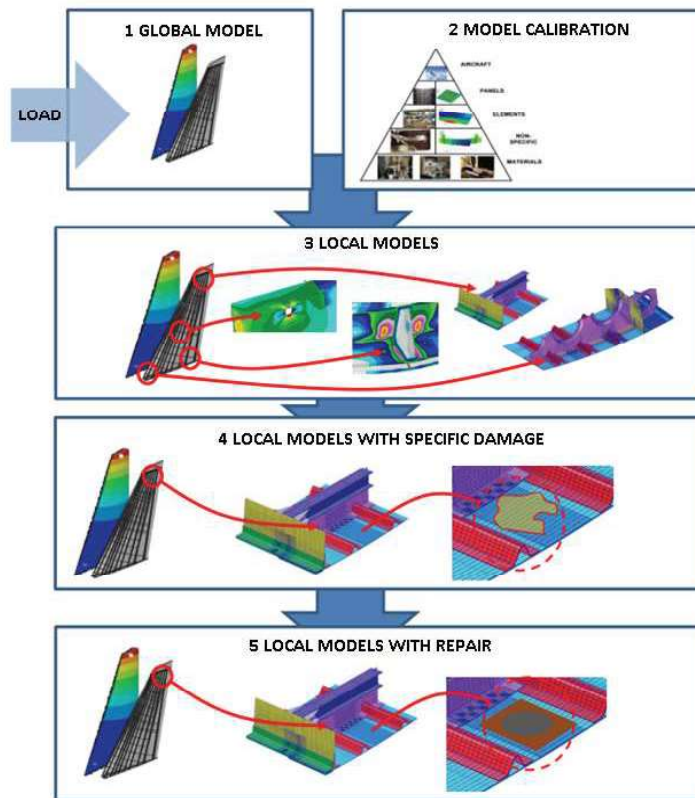 1 GLOBAL MODEL
LOAD
2 MODEL CALIBRATION
AIRCRAFT
PANELS
ELEMENTS
NON-
SPECIFIC
MATERIALS
3 LOCAL MODELS
4 LOCAL MODELS WITH SPECIFIC DAMAGE
5 LOCAL MODELS WITH REPAIR